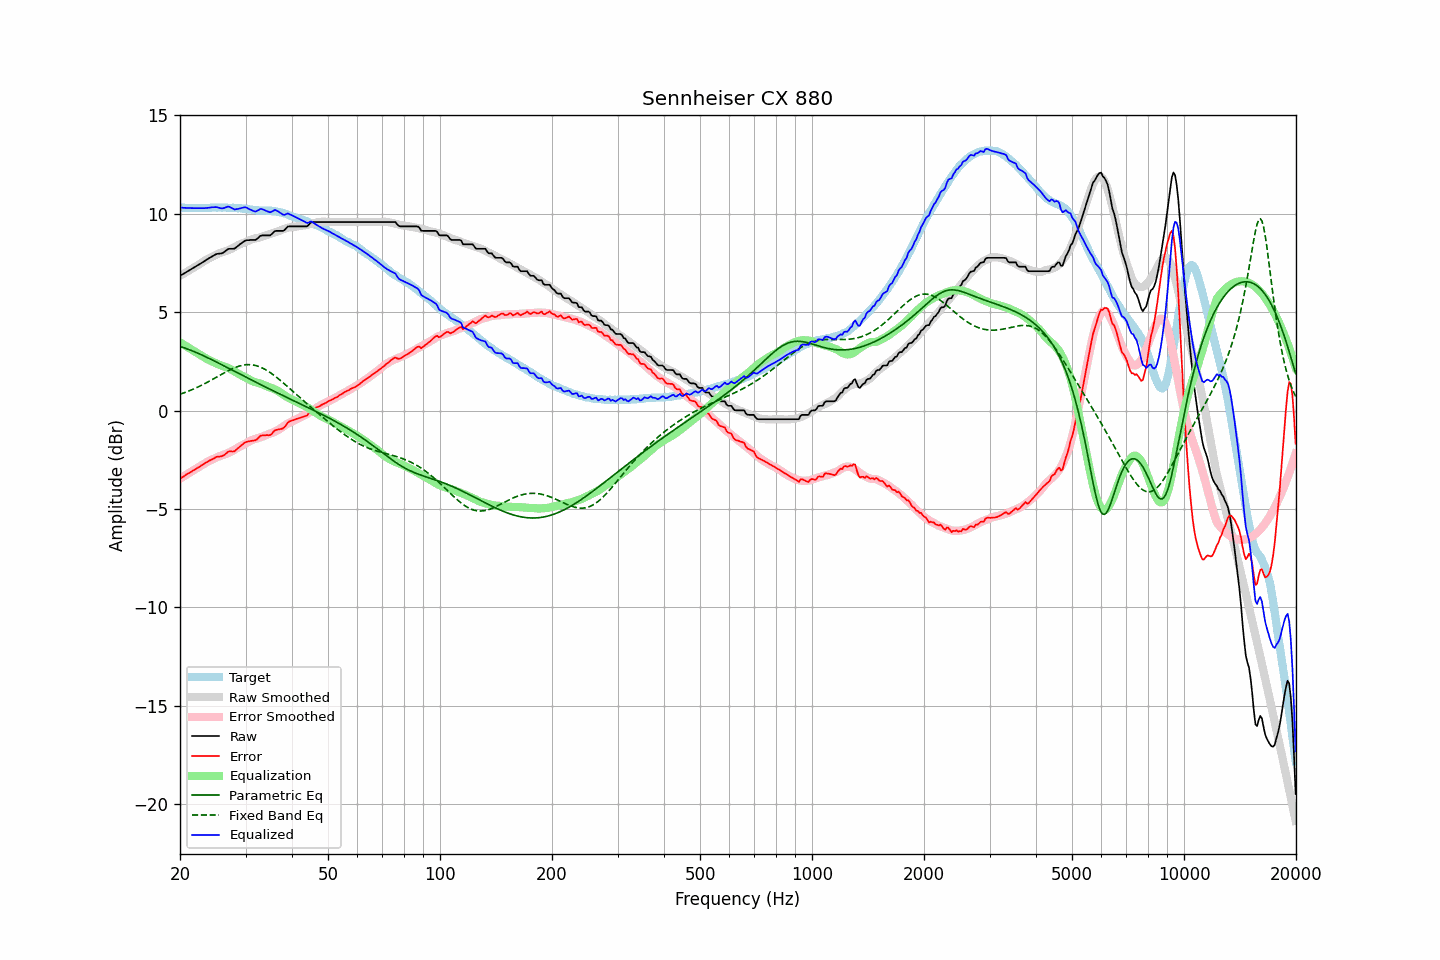 Sennheiser CX 880
15
10
5
0
−5
−10
−15
−20
Amplitude (dBr)
Target
Raw Smoothed
Error Smoothed
Raw
Error
Equalization
Parametric Eq
Fixed Band Eq
Equalized
20 50 100 200 500 1000 2000 5000 10000 20000
Frequency (Hz)